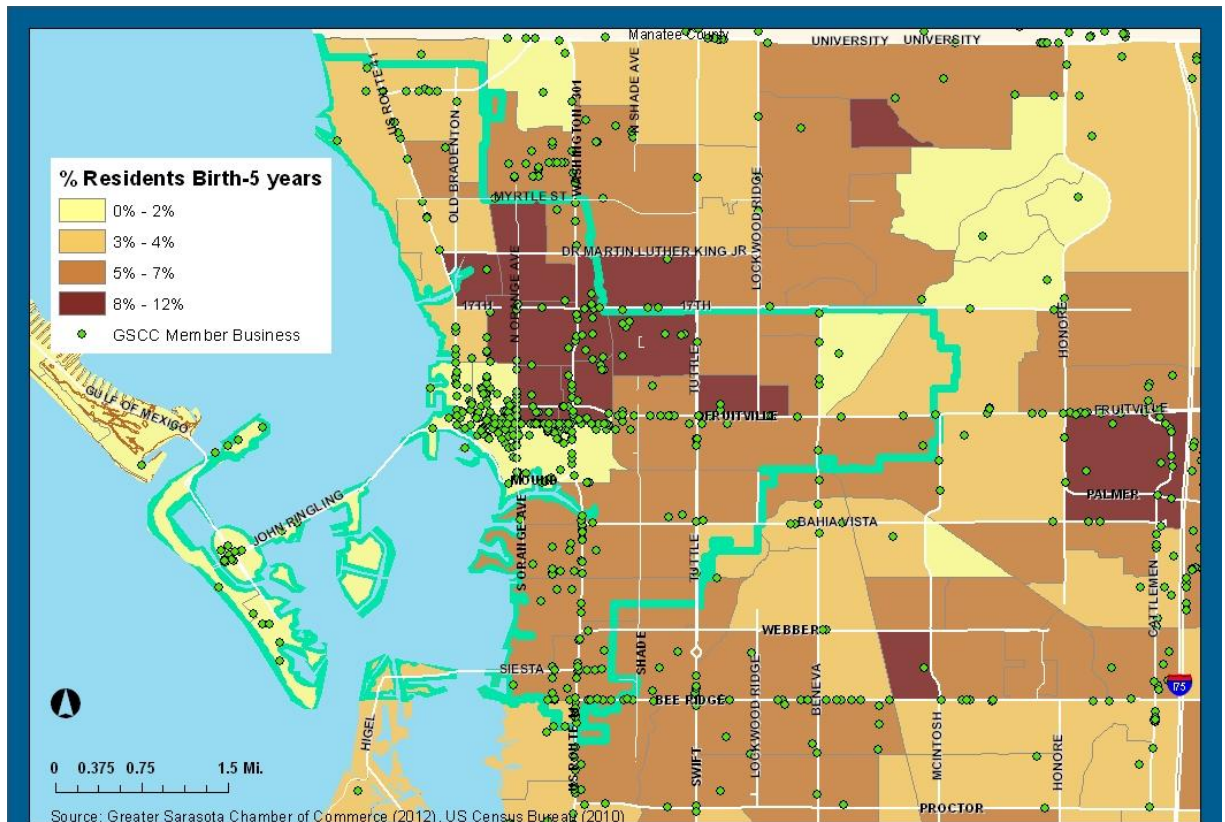 Manatee County
UNIVERSITY UNIVERSITY
US ROUTE 41
OLD BRADENTON
WASHINGTON 301
N SHADE AVE
LOCKWOOD RIDGE
% Residents Birth-5 years
0% - 2%
3% - 4%
5% - 7%
8% - 12%
GSCC Member Business
MYRTLE ST
DR MARTIN LUTHER KING JR
N ORANGE AVE
17TH
17TH
HONORE
TUTTLE
GULF OF MEXICO
FRUITVILLE
FRUITVILLE
MOUND
PALMER
JOHN RINGLING
BAHIA VISTA
S ORANGE AVE
TUTTLE
CATTLEMEN
WEBBER
SHADE
SIESTA
BEE RIDGE
LOCKWOOD RIDGE
BENEVA
I75
HIGEL
US ROUTE 41
SWIFT
MCINTOSH
HONORE
0 0.375 0.75 1.5 Mi.
PROCTOR
Source: Greater Sarasota Chamber of Commerce (2012), US Census Bureau (2010)